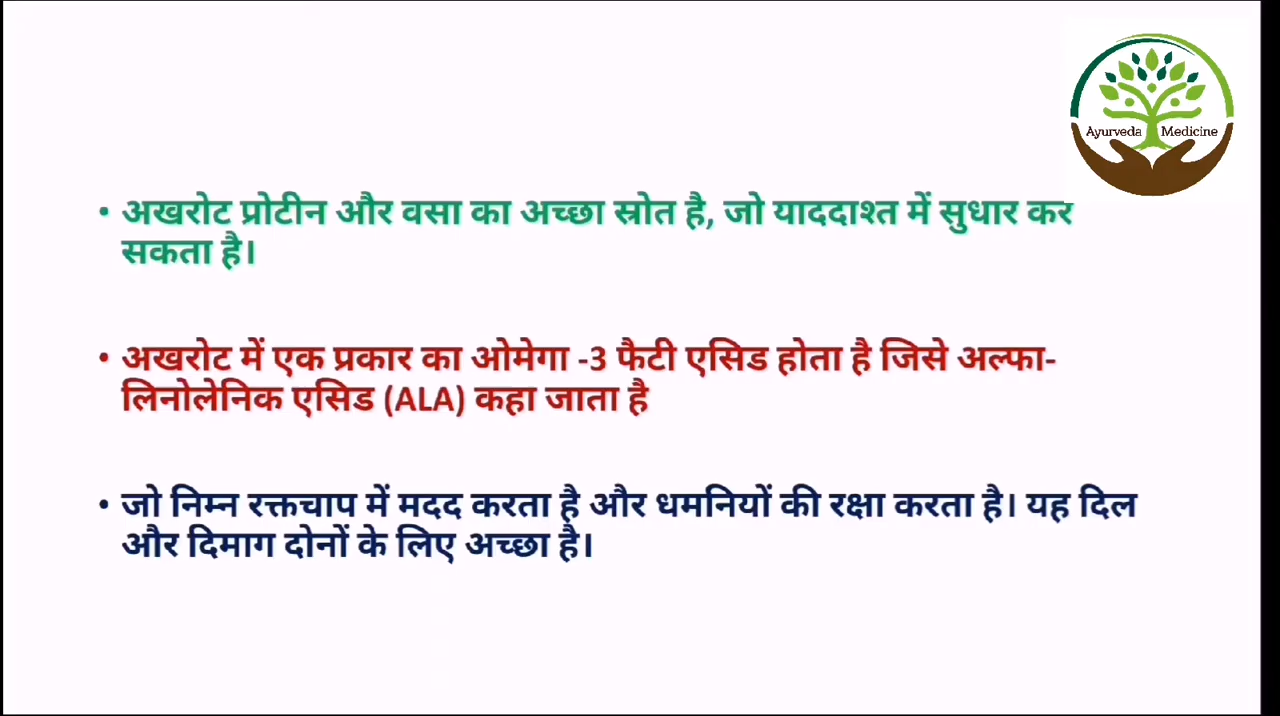 Ayurveda Medicine
• अखरोट प्रोटीन और वसा का अच्छा स्रोत है, जो याददाश्त में सुधार कर
सकता है।
• अखरोट में एक प्रकार का ओमेगा -3 फैटी एसिड होता है जिसे अल्फा-
लिनोलेनिक एसिड (ALA) कहा जाता है
• जो निम्न रक्तचाप में मदद करता है और धमनियों की रक्षा करता है। यह दिल
और दिमाग दोनों के लिए अच्छा है।